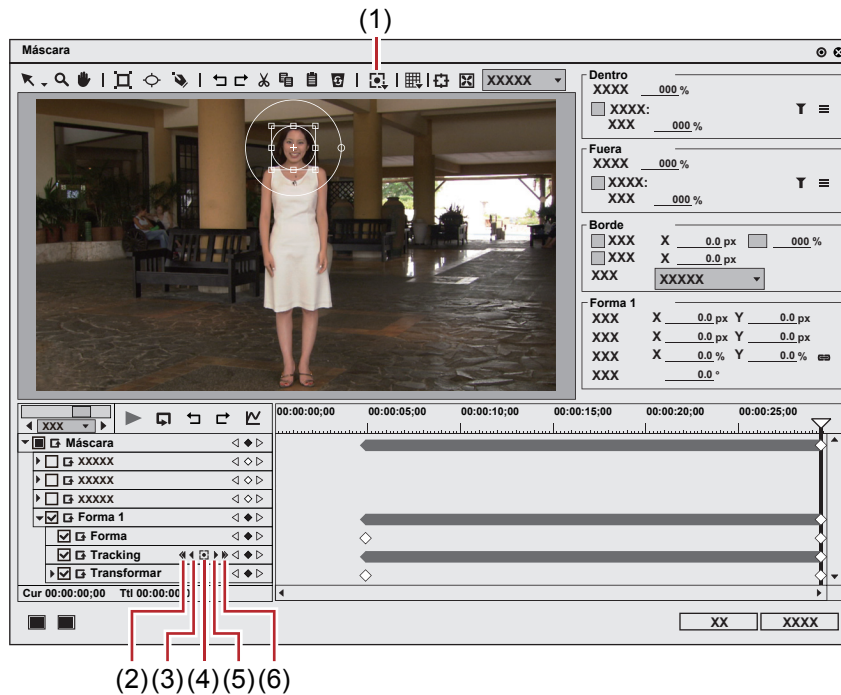 (1)
Máscara
XXXXX
Dentro
XXXX 000 %
XXXX:
XXX 000 %
Fuera
XXXX 000 %
XXXX:
XXX 000 %
Borde
XXX X 0.0 px 000 %
XXX X 0.0 px
XXX XXXXX
Forma 1
XXX X 0.0 px Y 0.0 px
XXX X 0.0 px Y 0.0 px
XXX X 0.0 % Y 0.0 %
XXX 0.0 °
XXX
00:00:00;00 00:00:05;00 00:00:10;00 00:00:15;00 00:00:20;00 00:00:25;00
Máscara
XXXXX
XXXXX
XXXXX
Forma 1
Forma
Tracking
Transformar
Cur 00:00:00;00 Ttl 00:00:00;0
XX XXXX
(2) (3) (4) (5) (6)